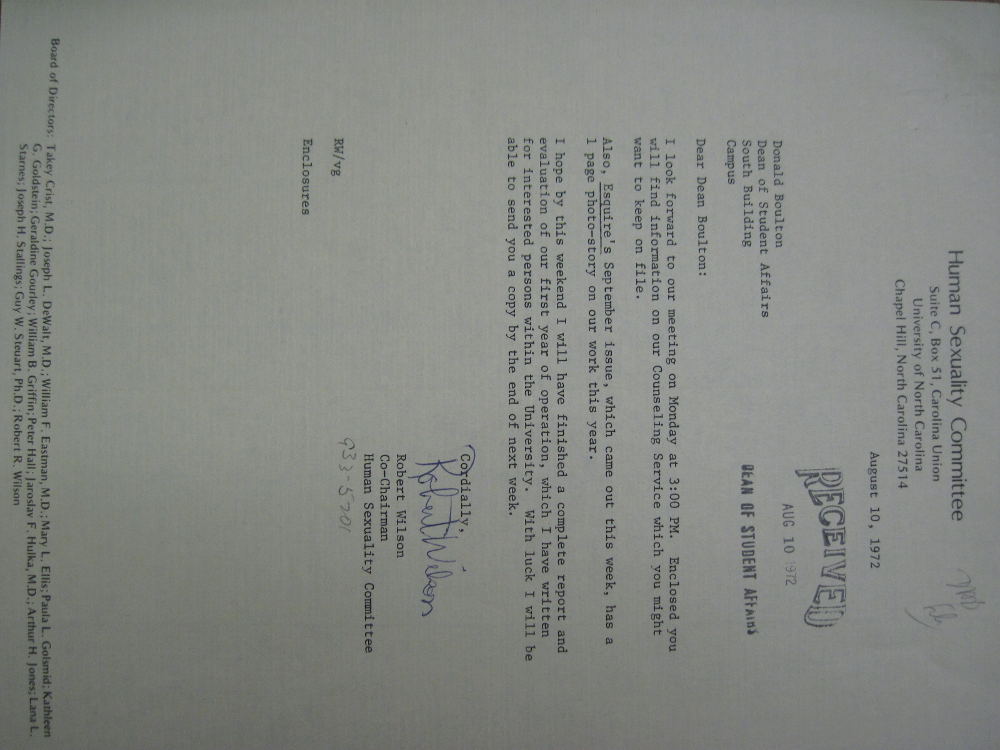 Human Sexuality Committee
Suite C, Box 51, Carolina Union
University of North Carolina
Chapel Hill, North Carolina 27514
August 10, 1972
RECEIVED
AUG 10 1972
DEAN OF STUDENT AFFAIRS
Donald Boulton
Dean of Student Affairs
South Building
Campus
Dear Dean Boulton:
I look forward to our meeting on Monday at 3:00 PM. Enclosed you
will find information on our Counseling Service which you might
want to keep on file.
Also, Esquire's September issue, which came out this week, has a
1 page photo-story on our work this year.
I hope by this weekend I will have finished a complete report and
evaluation of our first year of operation, which I have written
for interested persons within the University. With luck I will be
able to send you a copy by the end of next week.
Cordially,
Robert Wilson
Robert Wilson
Co-Chairman
Human Sexuality Committee
933-5201
RW/vg
Enclosures
Board of Directors: Takey Crist, M.D.; Joseph L. DeWalt, M.D.; William F. Eastman, M.D.; Mary L. Ellis; Paula L. Golsmid; Kathleen
G. Goldstein; Geraldine Gourley; William B. Griffin; Peter Hall; Jaroslav F. Hulka, M.D.; Arthur H. Jones; Lana L.
Starnes; Joseph H. Stallings; Guy W. Steuart, Ph.D.; Robert R. Wilson